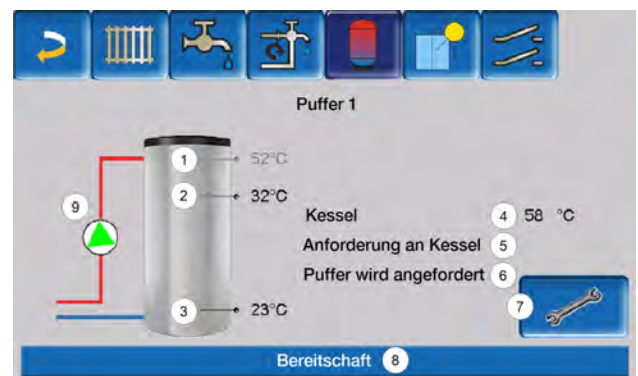 Puffer 1
1 52°C
2 32°C
9
Kessel 4 58 °C
Anforderung an Kessel 5
Puffer wird angefordert 6
3 23°C
7
Bereitschaft 8